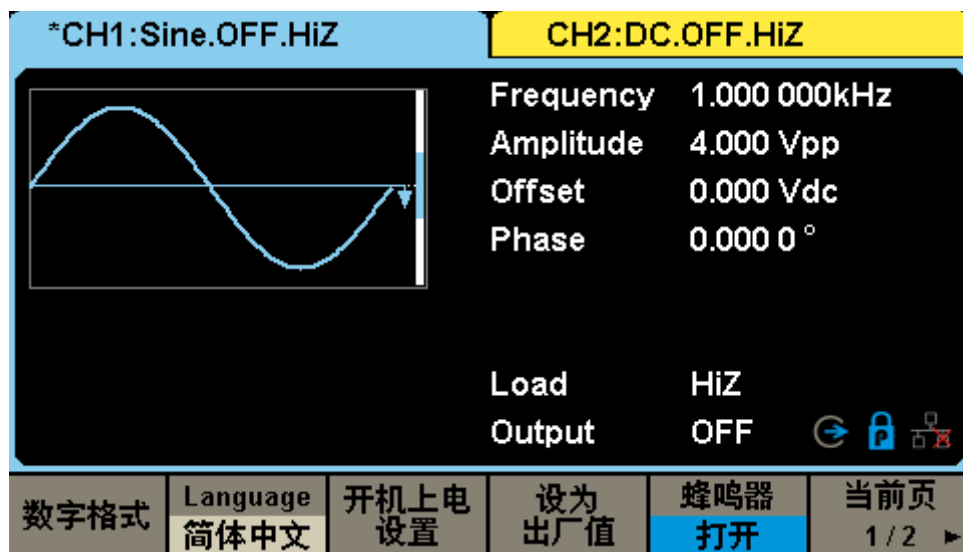 *CH1:Sine.OFF.HiZ
CH2:DC.OFF.HiZ
Frequency 1.000 000kHz
Amplitude 4.000 Vpp
Offset 0.000 Vdc
Phase 0.000 0 °
Load HiZ
Output OFF
数字格式
Language
简体中文
开机上电
设置
设为
出厂值
蜂鸣器
打开
当前页
1/2 ►